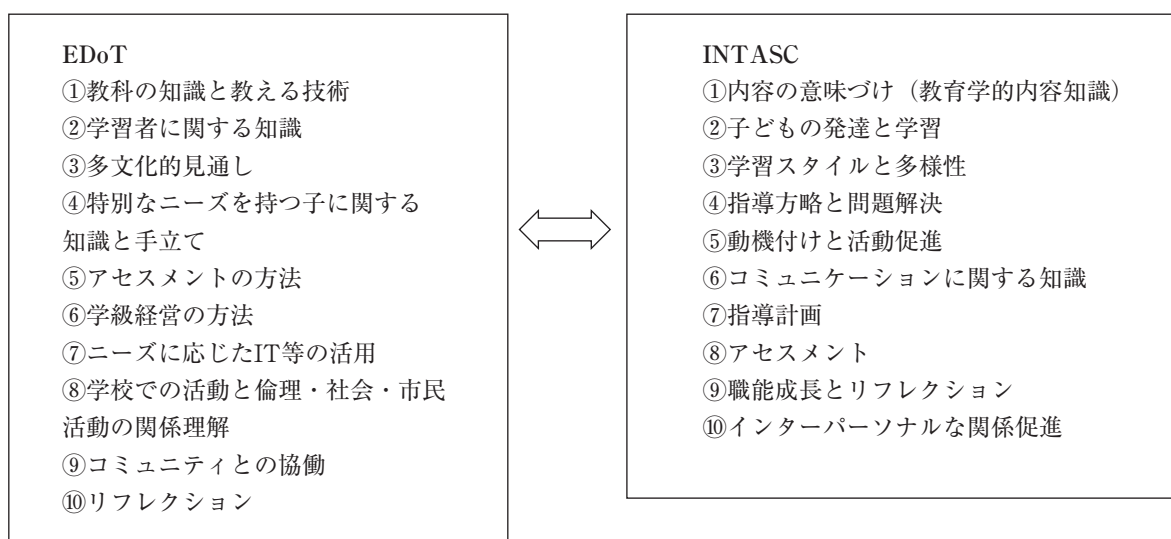 EDoT
①教科の知識と教える技術
②学習者に関する知識
③多文化的見通し
④特別なニーズを持つ子に関する
知識と手立て
⑤アセスメントの方法
⑥学級経営の方法
⑦ニーズに応じたIT等の活用
⑧学校での活動と倫理・社会・市民
活動の関係理解
⑨コミュニティとの協働
⑩リフレクション
INTASC
①内容の意味づけ（教育学的内容知識）
②子どもの発達と学習
③学習スタイルと多様性
④指導方略と問題解決
⑤動機付けと活動促進
⑥コミュニケーションに関する知識
⑦指導計画
⑧アセスメント
⑨職能成長とリフレクション
⑩インターパーソナルな関係促進